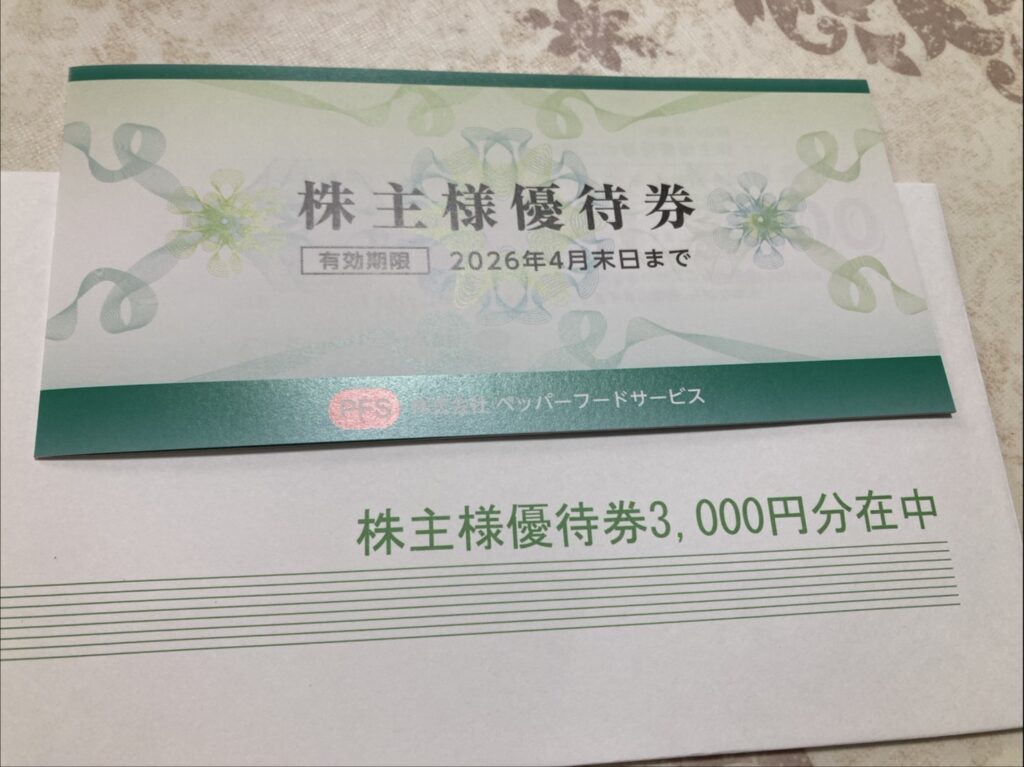 株主様優待券
有効期限 2026年4月末日まで
PFS 株式会社 ペッパーフードサービス
株主様優待券3,000円分在中